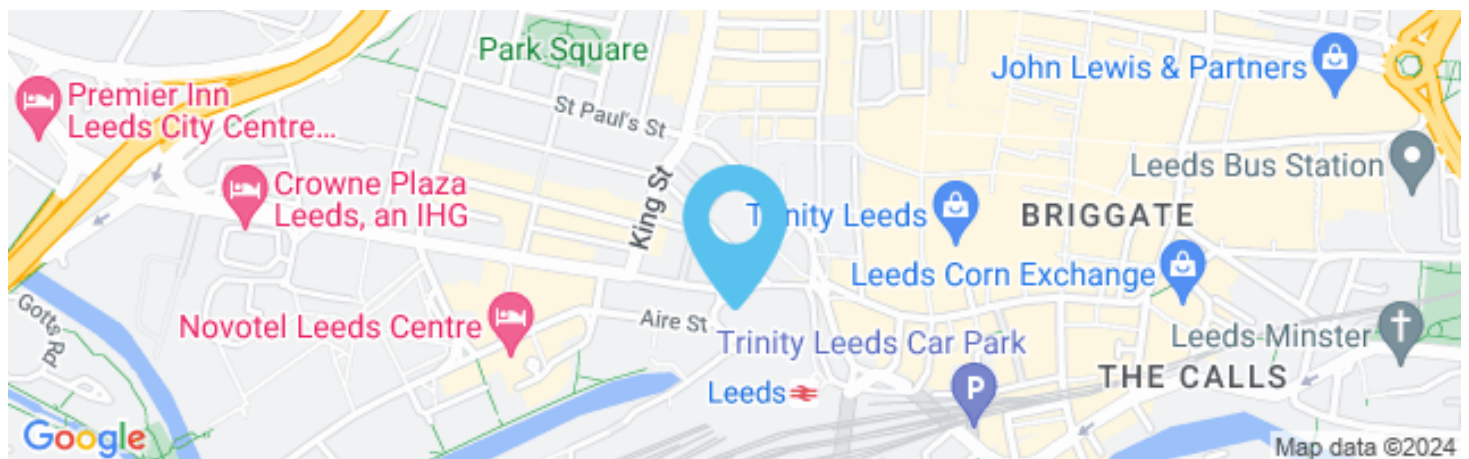 Park Square
John Lewis & Partners
Premier Inn
Leeds City Centre...
St Paul's St
Leeds Bus Station
Crowne Plaza
Leeds, an IHG
King St
Trinity Leeds
BRIGGATE
Leeds Corn Exchange
Gotts Rd
Novotel Leeds Centre
Aire St
Trinity Leeds Car Park
Leeds Minster
THE CALLS
Leeds
P
Google
Map data ©2024